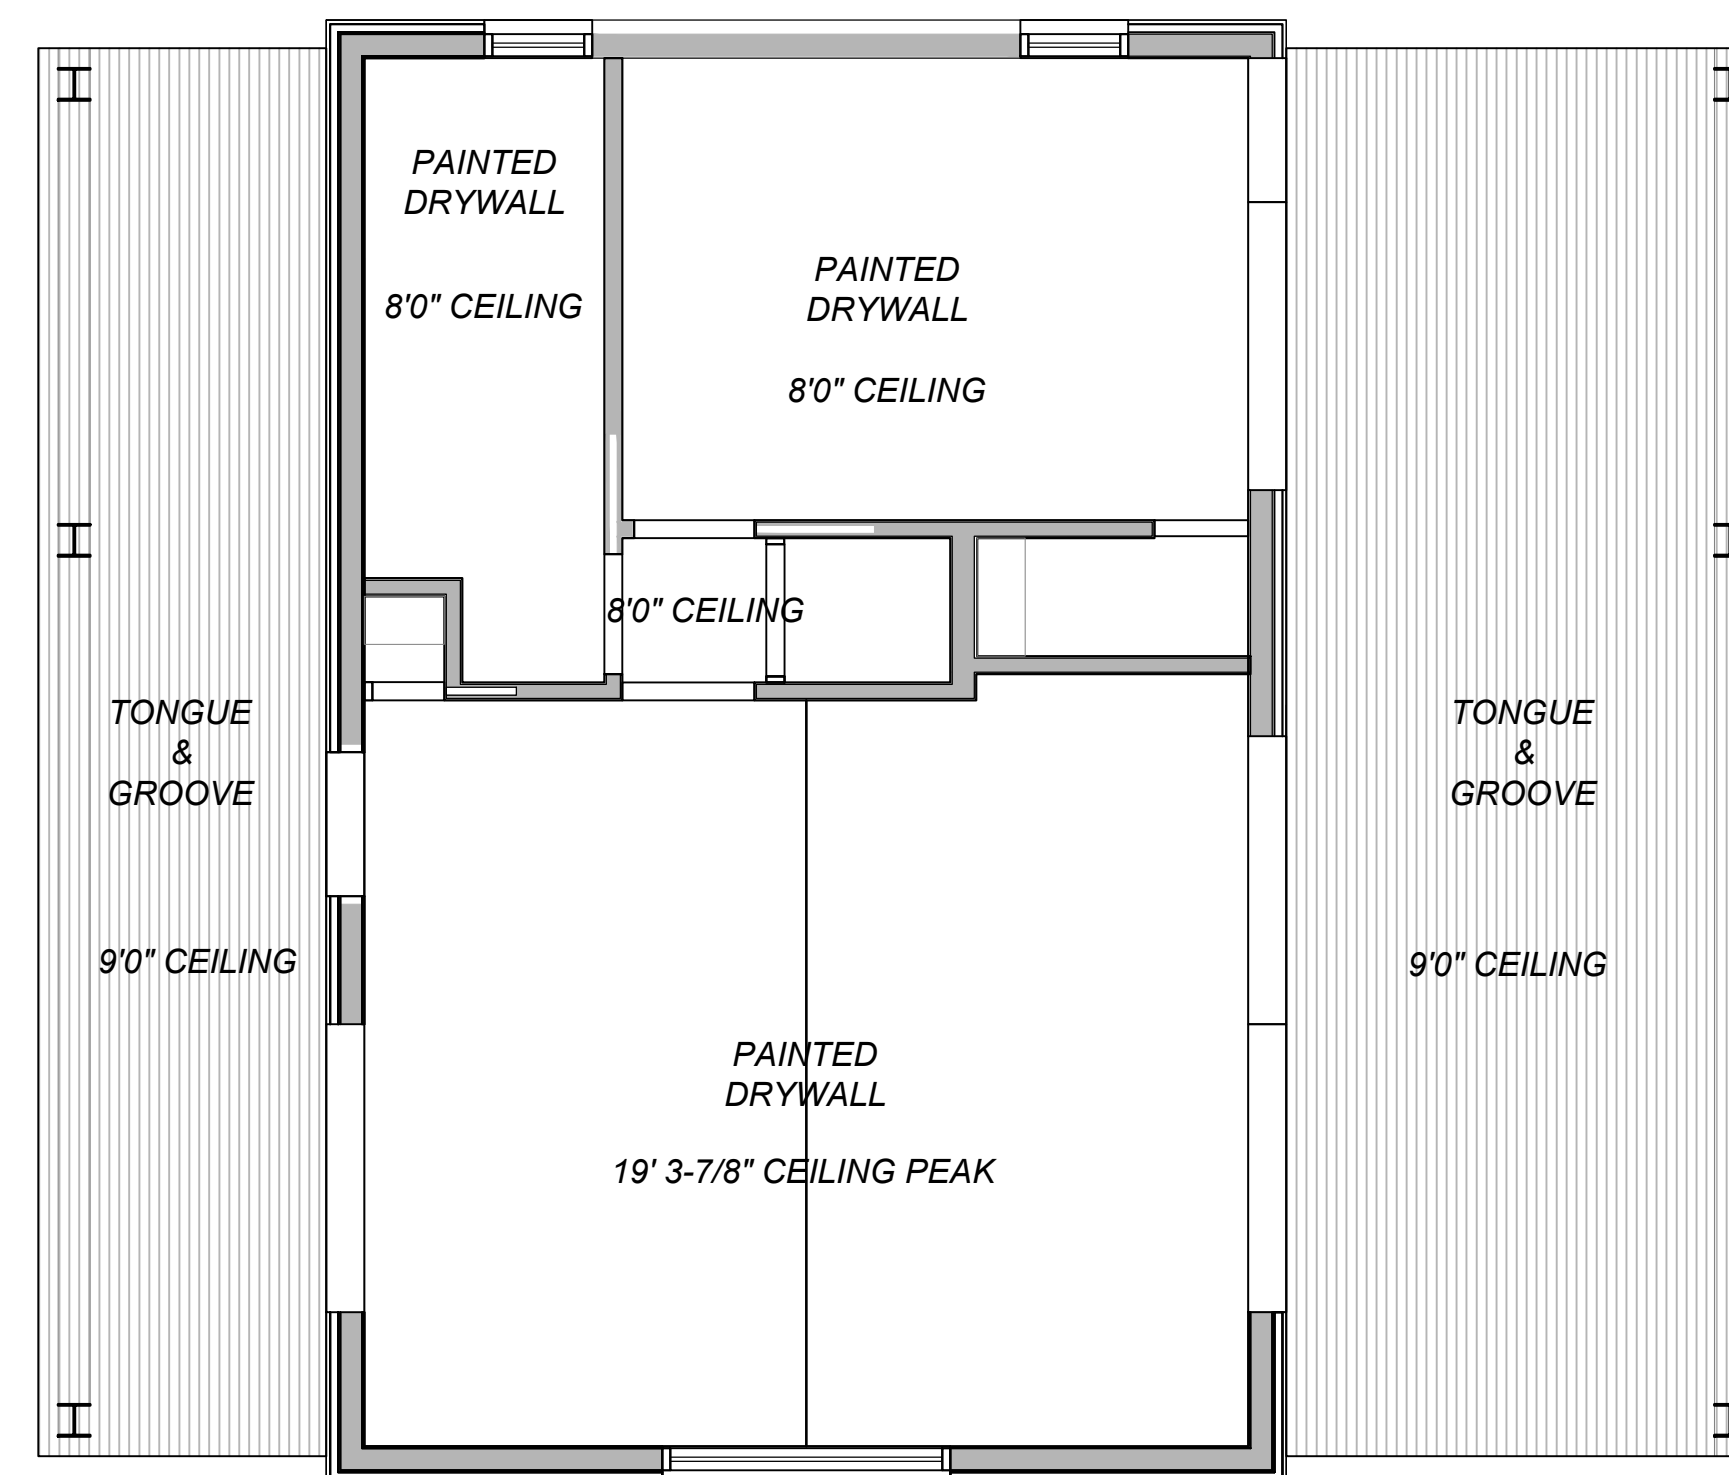 PAINTED
DRYWALL
8'0" CEILING
PAINTED
DRYWALL
8'0" CEILING
8'0" CEILING
TONGUE
&
GROOVE
9'0" CEILING
TONGUE
&
GROOVE
9'0" CEILING
PAINTED
DRYWALL
19' 3-7/8" CEILING PEAK